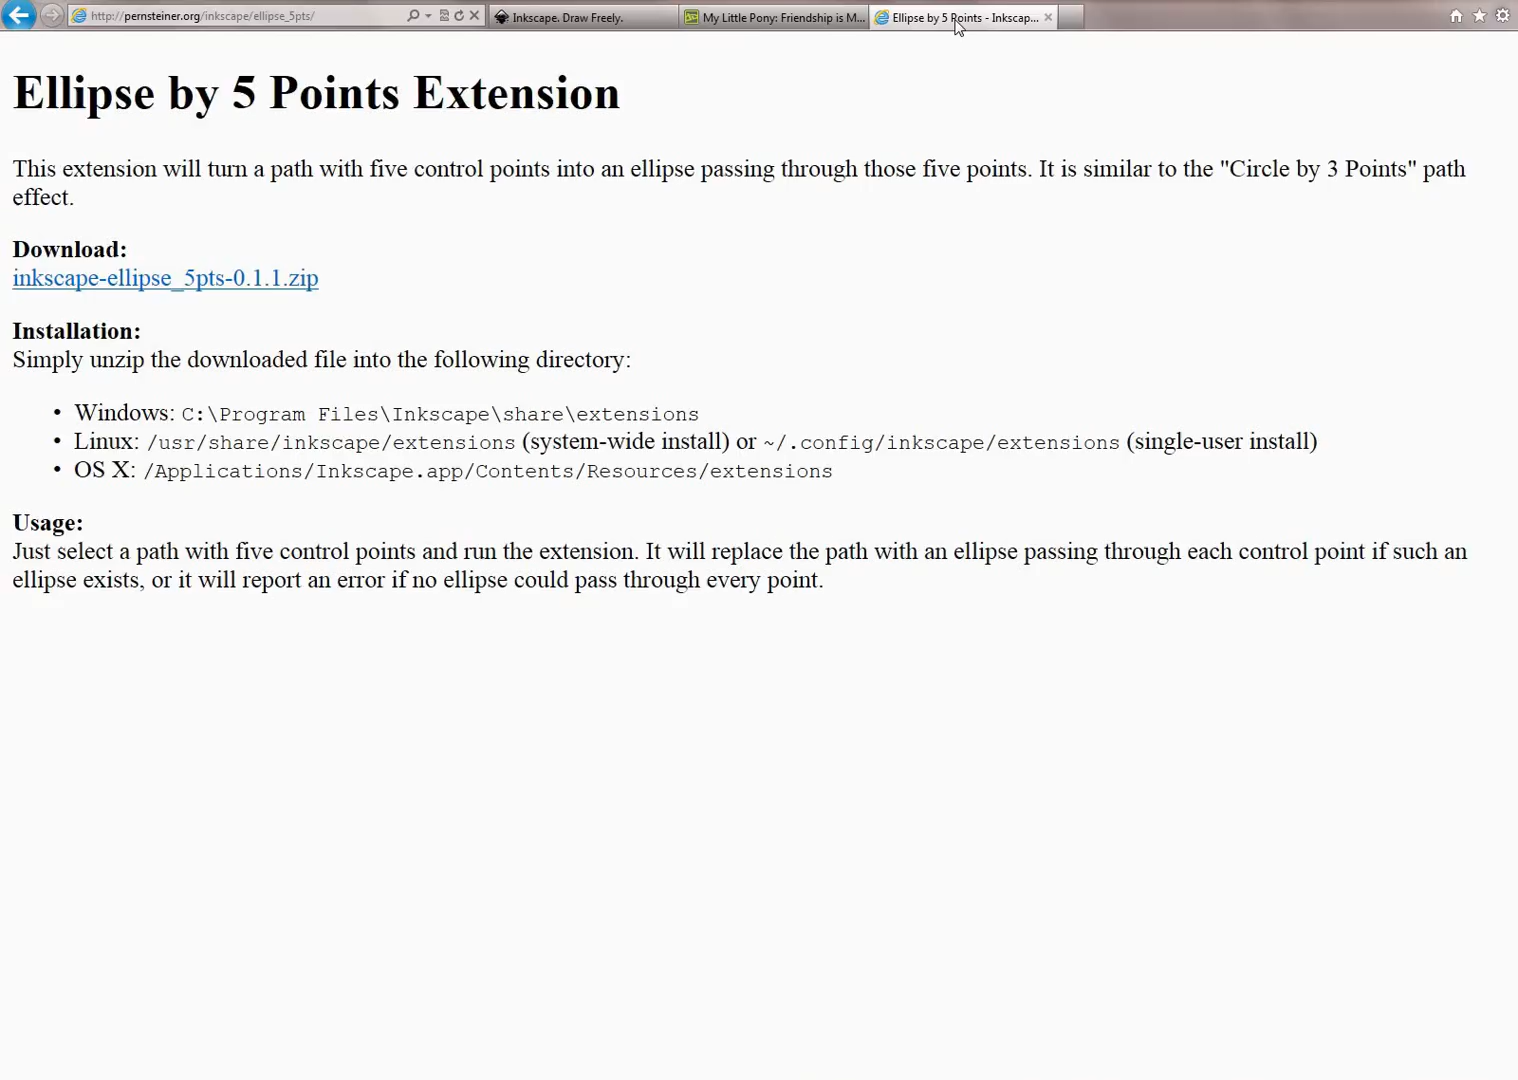 http://pernsteiner.org/inkscape/ellipse_5pts/
Inkscape. Draw Freely.
My Little Pony: Friendship is M...
Ellipse by 5 Points - Inkscap...
Ellipse by 5 Points Extension
This extension will turn a path with five control points into an ellipse passing through those five points. It is similar to the "Circle by 3 Points" path
effect.
Download:
inkscape-ellipse_5pts-0.1.1.zip
Installation:
Simply unzip the downloaded file into the following directory:
• Windows: C:\Program Files\Inkscape\share\extensions
• Linux: /usr/share/inkscape/extensions (system-wide install) or ~/.config/inkscape/extensions (single-user install)
• OS X: /Applications/Inkscape.app/Contents/Resources/extensions
Usage:
Just select a path with five control points and run the extension. It will replace the path with an ellipse passing through each control point if such an
ellipse exists, or it will report an error if no ellipse could pass through every point.